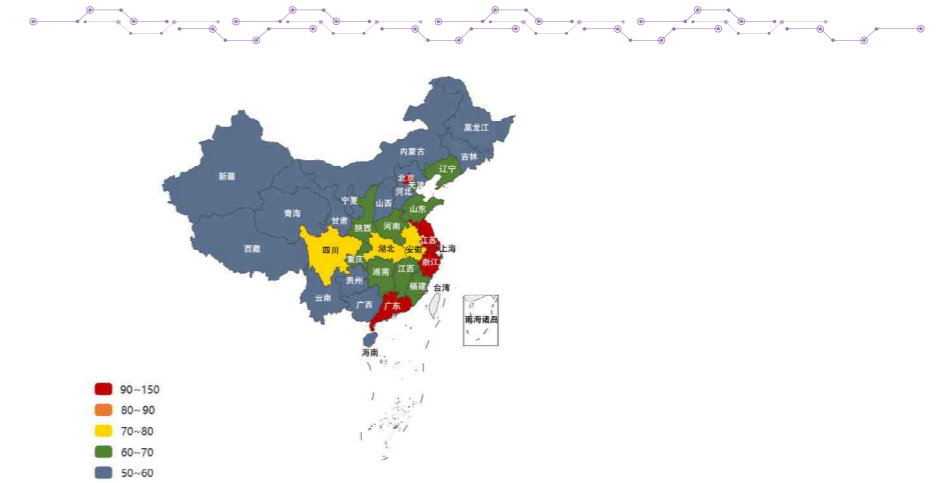 黑龙江
内蒙古
吉林
辽宁
新疆
北京
天津
河北
宁夏
山西
青海
山东
甘肃
陕西
河南
江苏
西藏
四川
湖北
安徽
上海
重庆
浙江
湖南
江西
贵州
福建
台湾
云南
广西
广东
南海诸岛
海南
90~150
80~90
70~80
60~70
50~60